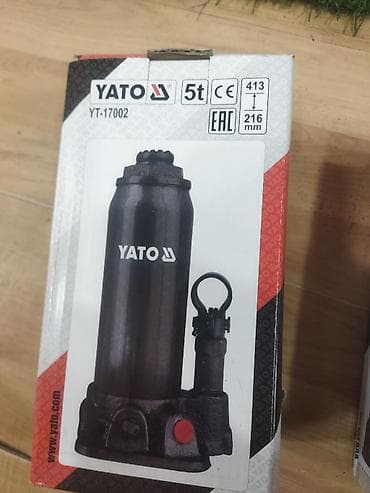 YATO
5t
CE
413
216
mm
YT-17002
EAC
YATO
www.yato.com